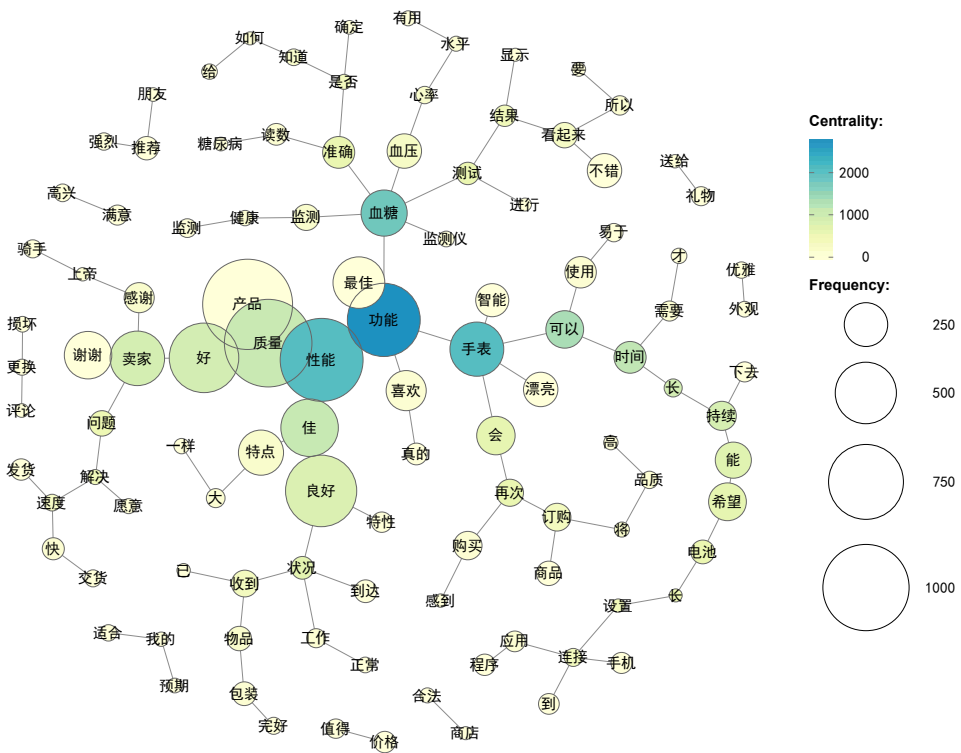 有用
确定
如何
水平
显示
知道
要
给
是否
心率
朋友
结果
所以
看起来
强烈
推荐
糖尿病
读数
准确
血压
不错
测试
送给
礼物
高兴
满意
监测
健康
监测
血糖
进行
监测仪
易于
骑手
上帝
感谢
最佳
使用
才
优雅
产品
智能
需要
外观
损坏
功能
可以
质量
手表
谢谢
卖家
好
性能
时间
更换
下去
喜欢
漂亮
长
评论
问题
佳
会
持续
一样
特点
真的
高
能
发货
解决
品质
速度
愿意
大
良好
再次
希望
特性
订购
将
快
购买
电池
交货
已
收到
状况
到达
商品
感到
设置
长
适合
我的
物品
工作
应用
正常
程序
连接
手机
预期
包装
合法
到
完好
值得
价格
商店
Centrality:
2000
1000
0
Frequency:
250
500
750
1000